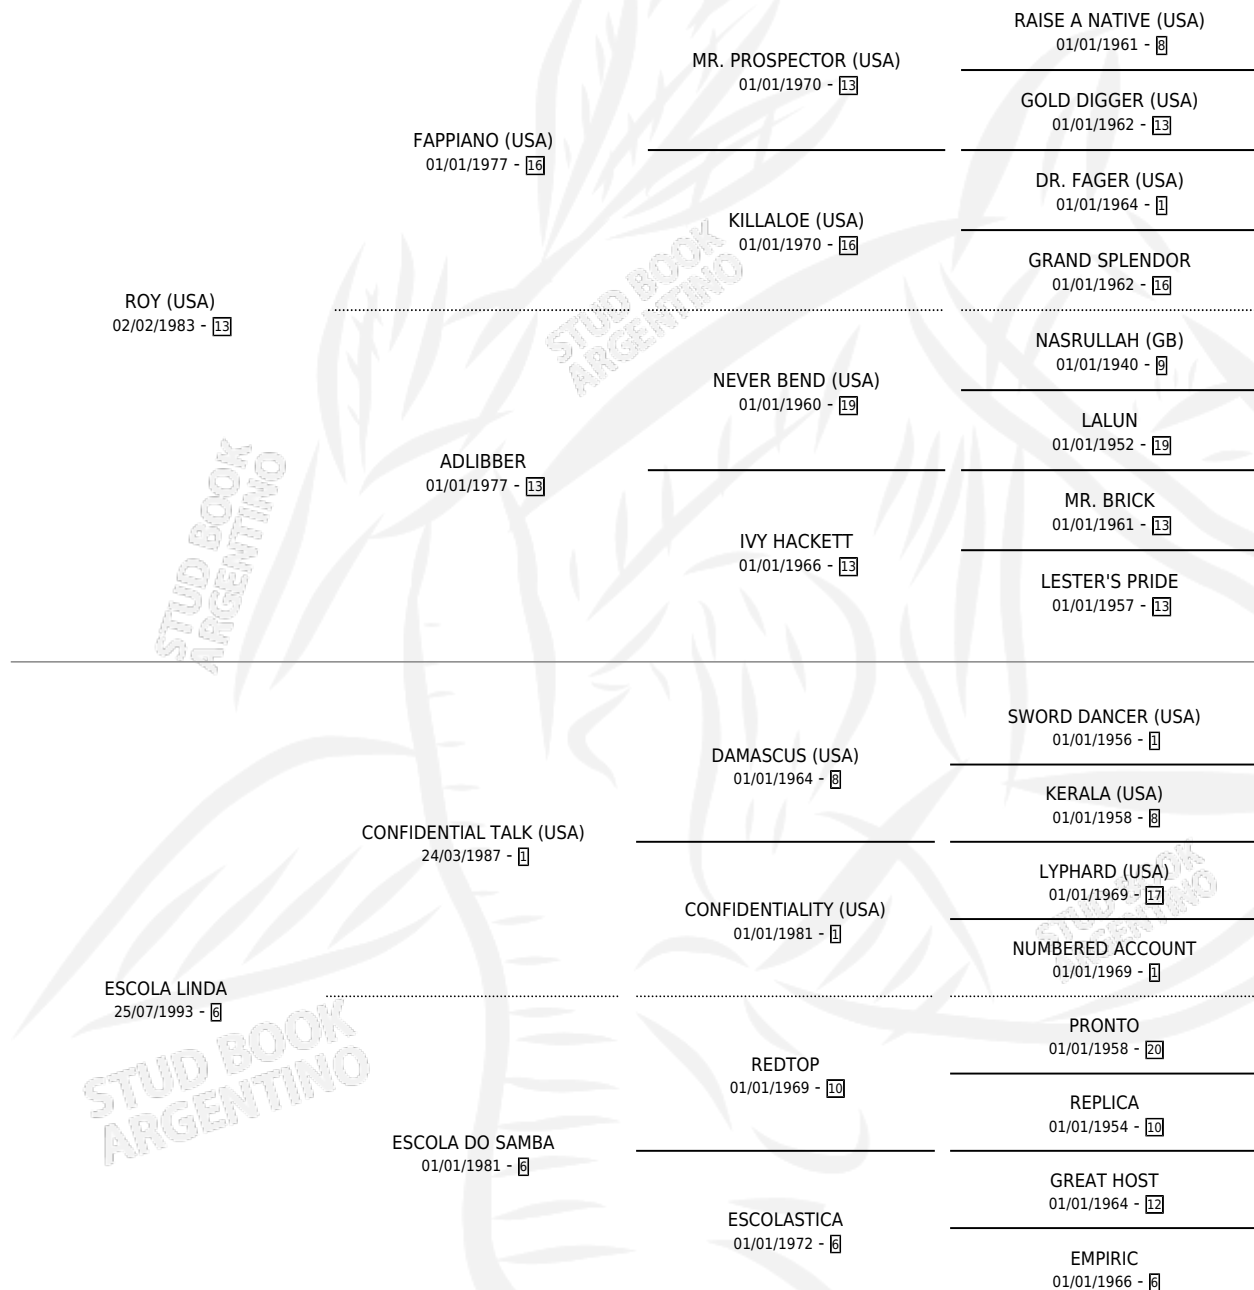 RAISE A NATIVE (USA)
01/01/1961 - 8
MR. PROSPECTOR (USA)
01/01/1970 - 13
GOLD DIGGER (USA)
01/01/1962 - 13
FAPPIANO (USA)
01/01/1977 - 16
DR. FAGER (USA)
01/01/1964 - 1
KILLALOE (USA)
01/01/1970 - 16
GRAND SPLENDOR
01/01/1962 - 16
ROY (USA)
02/02/1983 - 13
NASRULLAH (GB)
01/01/1940 - 9
NEVER BEND (USA)
01/01/1960 - 19
LALUN
01/01/1952 - 19
ADLIBBER
01/01/1977 - 13
MR. BRICK
01/01/1961 - 13
IVY HACKETT
01/01/1966 - 13
LESTER'S PRIDE
01/01/1957 - 13
SWORD DANCER (USA)
01/01/1956 - 1
DAMASCUS (USA)
01/01/1964 - 8
KERALA (USA)
01/01/1958 - 8
CONFIDENTIAL TALK (USA)
24/03/1987 - 1
LYPHARD (USA)
01/01/1969 - 17
CONFIDENTIALITY (USA)
01/01/1981 - 1
NUMBERED ACCOUNT
01/01/1969 - 1
ESCOLA LINDA
25/07/1993 - 6
PRONTO
01/01/1958 - 20
REDTOP
01/01/1969 - 10
REPLICA
01/01/1954 - 10
ESCOLA DO SAMBA
01/01/1981 - 6
GREAT HOST
01/01/1964 - 12
ESCOLASTICA
01/01/1972 - 6
EMPIRIC
01/01/1966 - 6
STUD BOOK
ARGENTINO
STUD BOOK
ARGENTINO
STUD BOOK
ARGENTINO
STUD BOOK
ARGENTINO